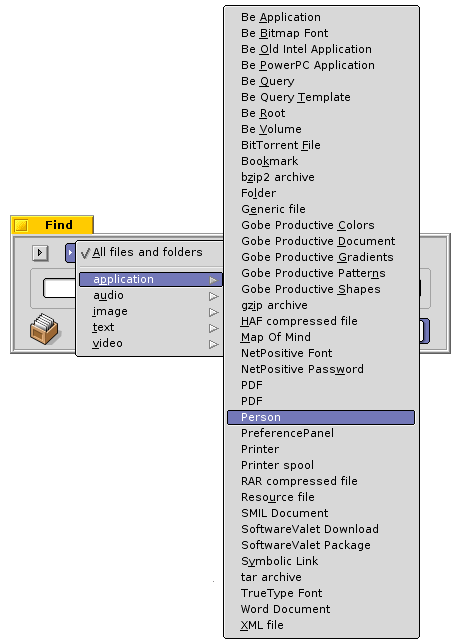 Find
All files and folders
application
audio
image
text
video
Be Application
Be Bitmap Font
Be Old Intel Application
Be PowerPC Application
Be Query
Be Query Template
Be Root
Be Volume
BitTorrent File
Bookmark
bzip2 archive
Folder
Generic file
Gobe Productive Colors
Gobe Productive Document
Gobe Productive Gradients
Gobe Productive Patterns
Gobe Productive Shapes
gzip archive
HAF compressed file
Map Of Mind
NetPositive Font
NetPositive Password
PDF
PDF
Person
PreferencePanel
Printer
Printer spool
RAR compressed file
Resource file
SMIL Document
SoftwareValet Download
SoftwareValet Package
Symbolic Link
tar archive
TrueType Font
Word Document
XML file